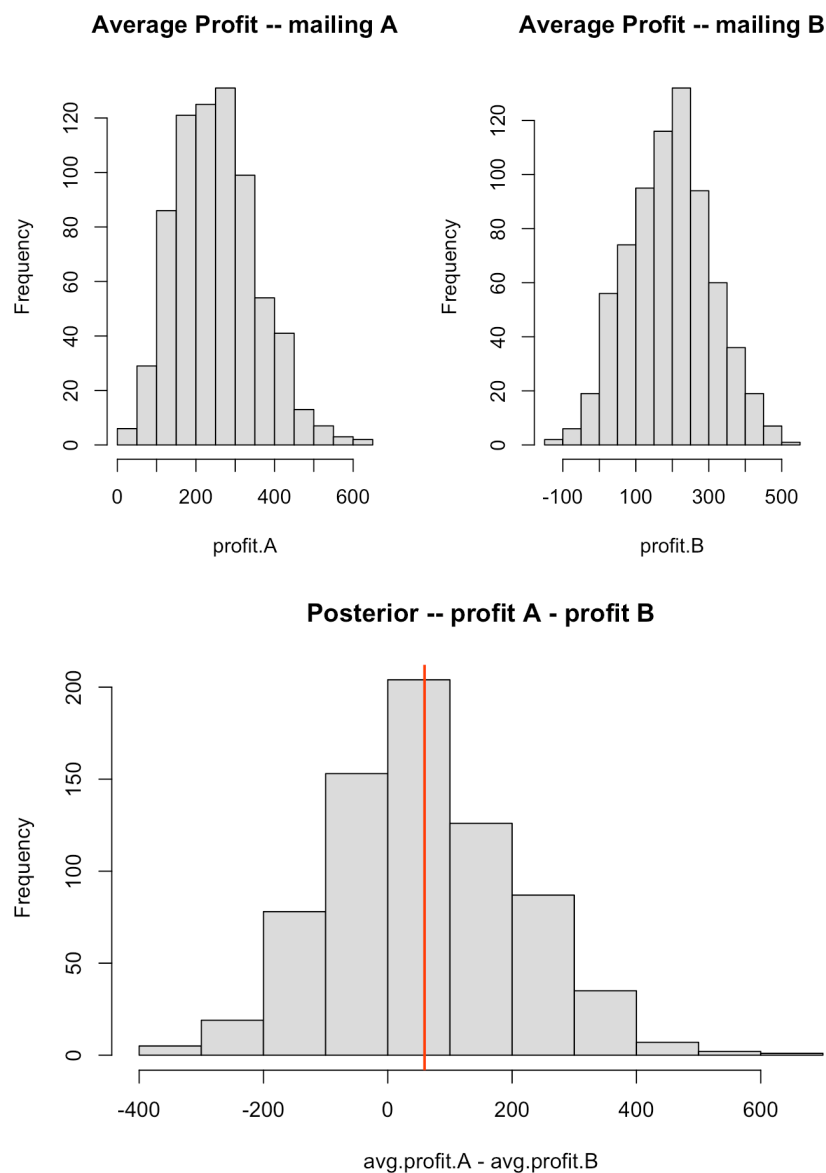 Average Profit -- mailing A
Frequency
0 20 40 60 80 100 120
0 200 400 600
profit.A
Average Profit -- mailing B
Frequency
0 20 40 60 80 100 120
-100 100 300 500
profit.B
Posterior -- profit A - profit B
Frequency
0 50 100 150 200
-400 -200 0 200 400 600
avg.profit.A - avg.profit.B